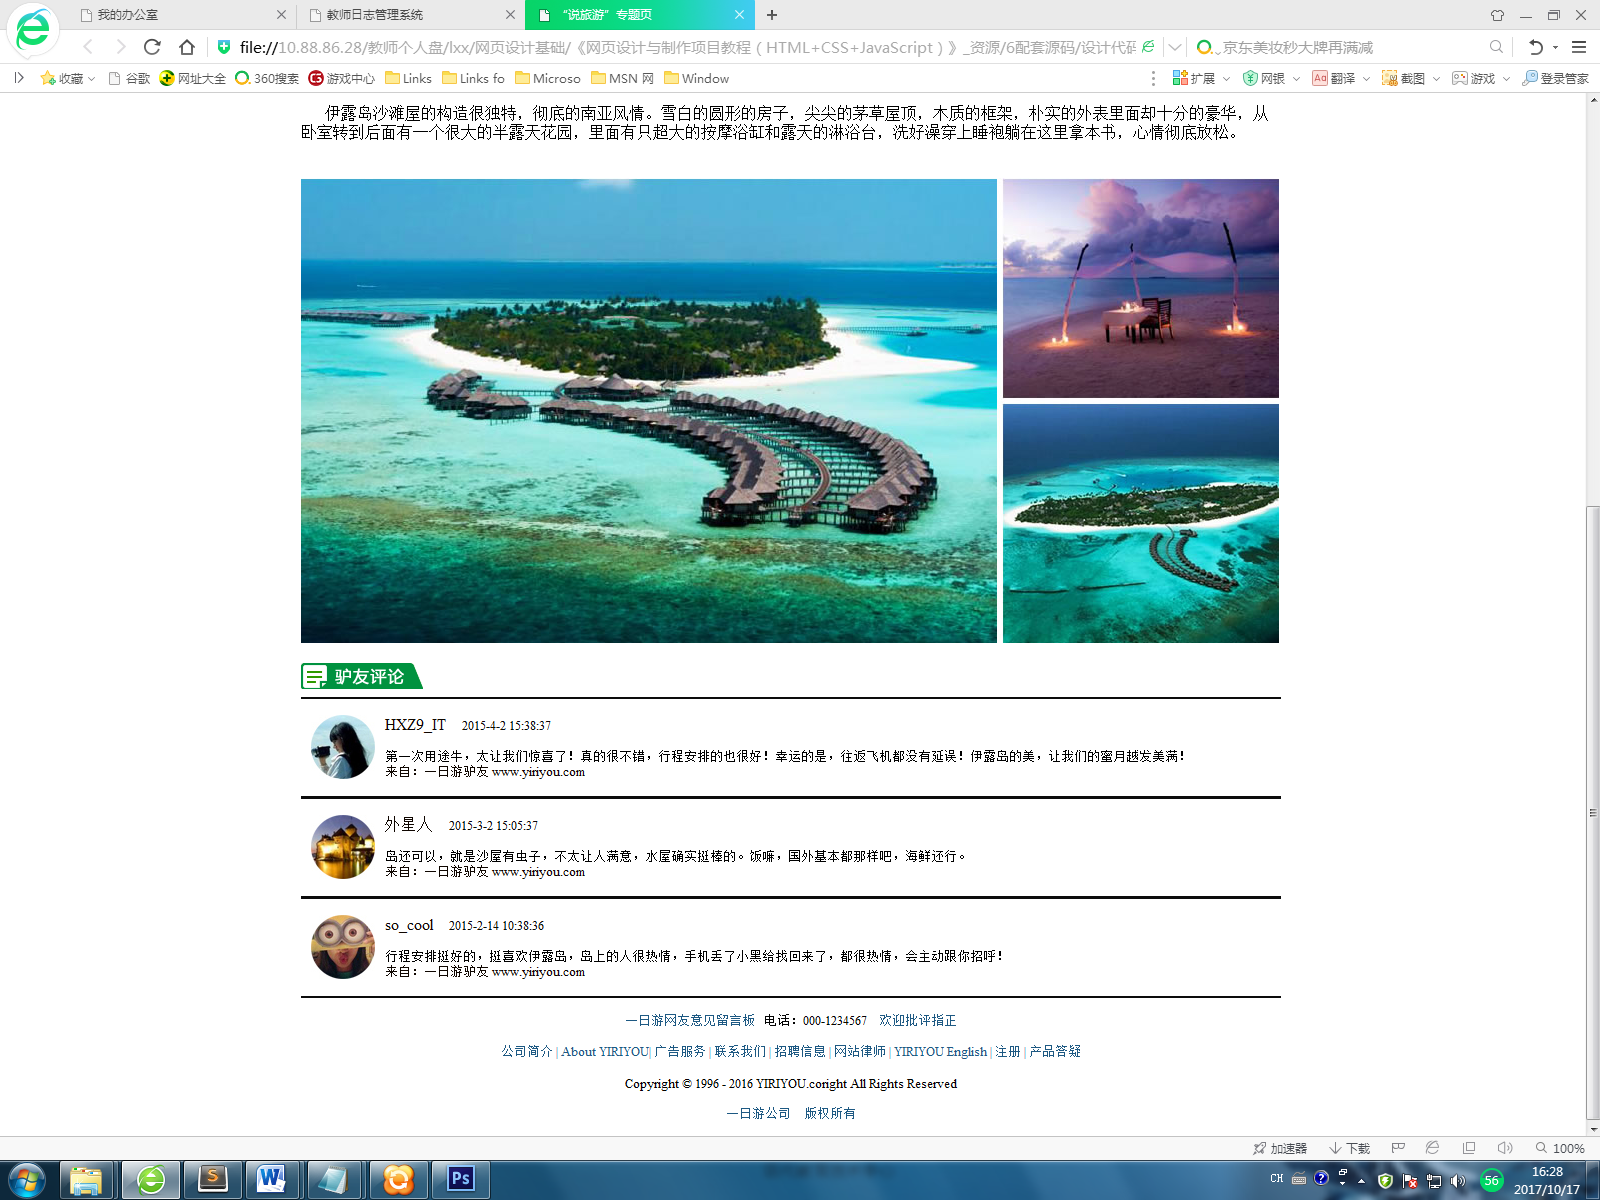 我的办公室
教师日志管理系统
“说旅游”专题页
file://10.88.86.28/教师个人盘/lxx/网页设计基础/《网页设计与制作项目教程（HTML+CSS+JavaScript）》_资源/6配套源码/设计代码
京东美妆秒大牌再满减
收藏 谷歌 网址大全 360搜索 游戏中心 Links Links fo Microso MSN 网 Window 扩展 网银 翻译 截图 游戏 登录管家
伊露岛沙滩屋的构造很独特，彻底的南亚风情。雪白的圆形的房子，尖尖的茅草屋顶，木质的框架，朴实的外表里面却十分的豪华，从
卧室转到后面有一个很大的半露天花园，里面有只超大的按摩浴缸和露天的淋浴台，洗好澡穿上睡袍躺在这里拿本书，心情彻底放松。
驴友评论
HXZ9_IT 2015-4-2 15:38:37
第一次用途牛，太让我们惊喜了！真的很不错，行程安排的也很好！幸运的是，往返飞机都没有延误！伊露岛的美，让我们的蜜月越发美满！
来自：一日游驴友 www.yiriyou.com
外星人 2015-3-2 15:05:37
岛还可以，就是沙屋有虫子，不太让人满意，水屋确实挺棒的。饭嘛，国外基本都那样吧，海鲜还行。
来自：一日游驴友 www.yiriyou.com
so_cool 2015-2-14 10:38:36
行程安排挺好的，挺喜欢伊露岛，岛上的人很热情，手机丢了小黑给找回来了，都很热情，会主动跟你招呼！
来自：一日游驴友 www.yiriyou.com
一日游网友意见留言板 电话：000-1234567 欢迎批评指正
公司简介 | About YIRIYOU| 广告服务 | 联系我们 | 招聘信息 | 网站律师 | YIRIYOU English | 注册 | 产品答疑
Copyright © 1996 - 2016 YIRIYOU.coright All Rights Reserved
一日游公司 版权所有
加速器 下载 100%
CH 56 16:28
2017/10/17